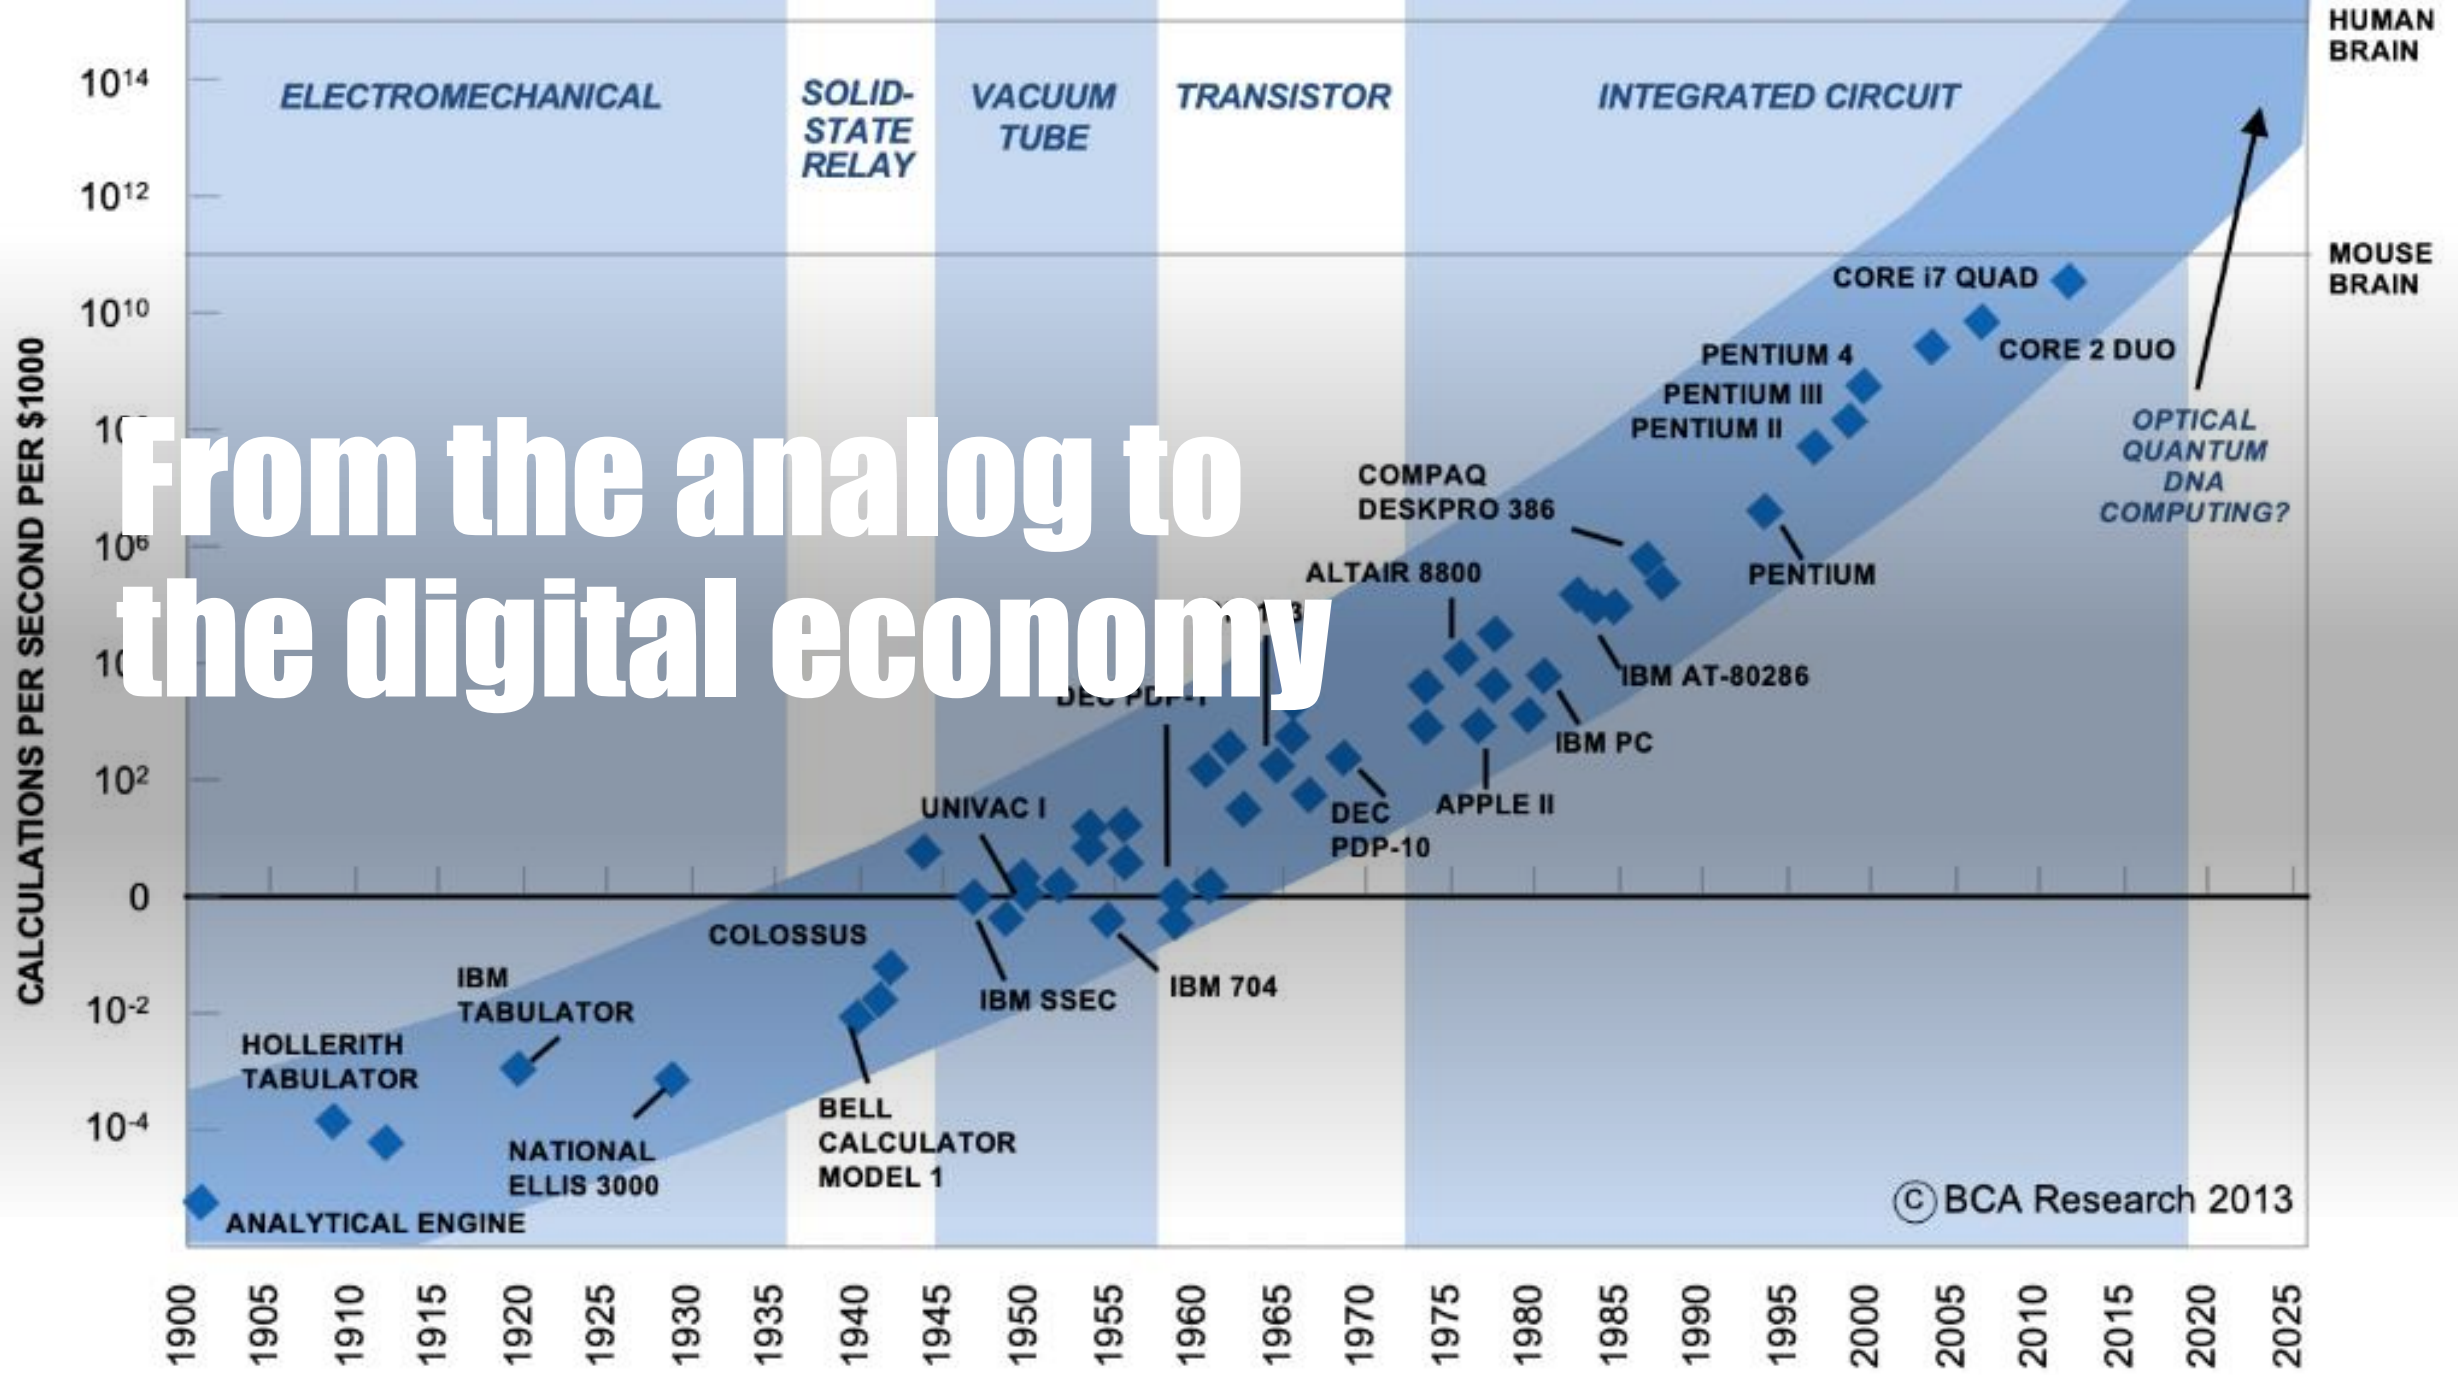 HUMAN
BRAIN
10¹⁴
ELECTROMECHANICAL
SOLID-
STATE
RELAY
VACUUM
TUBE
TRANSISTOR
INTEGRATED CIRCUIT
10¹²
MOUSE
BRAIN
10¹⁰
CORE i7 QUAD
CORE 2 DUO
PENTIUM 4
PENTIUM III
PENTIUM II
OPTICAL
QUANTUM
DNA
COMPUTING?
CALCULATIONS PER SECOND PER $1000
From the analog to
the digital economy
COMPAQ
DESKPRO 386
10⁶
ALTAIR 8800
PENTIUM
IBM AT-80286
DEC PDP-1
IBM PC
10²
UNIVAC I
DEC
PDP-10
APPLE II
0
COLOSSUS
IBM
TABULATOR
IBM SSEC
IBM 704
10⁻²
HOLLERITH
TABULATOR
10⁻⁴
NATIONAL
ELLIS 3000
BELL
CALCULATOR
MODEL 1
ANALYTICAL ENGINE
©BCA Research 2013
1900
1905
1910
1915
1920
1925
1930
1935
1940
1945
1950
1955
1960
1965
1970
1975
1980
1985
1990
1995
2000
2005
2010
2015
2020
2025